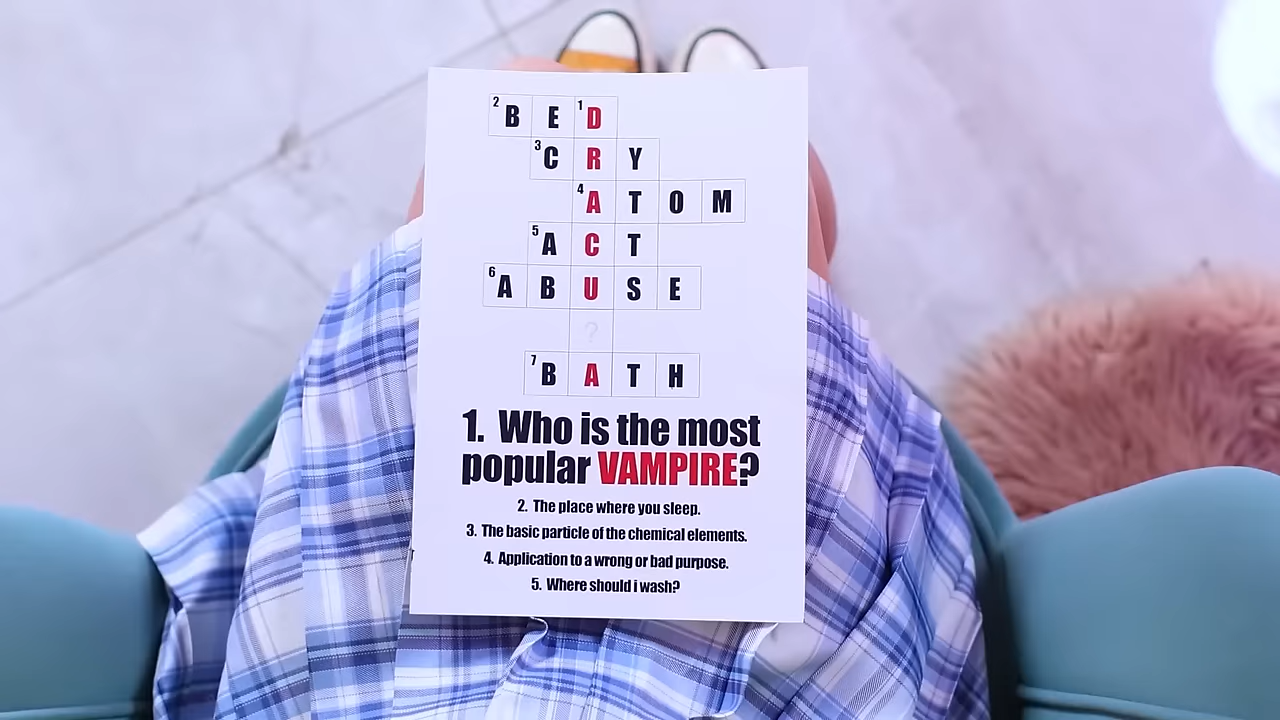 2 B E 1 D
3 C R Y
4 A T O M
5 A C T
6 A B U S E
?
7 B A T H
1. Who is the most
popular VAMPIRE?
2. The place where you sleep.
3. The basic particle of the chemical elements.
4. Application to a wrong or bad purpose.
5. Where should i wash?